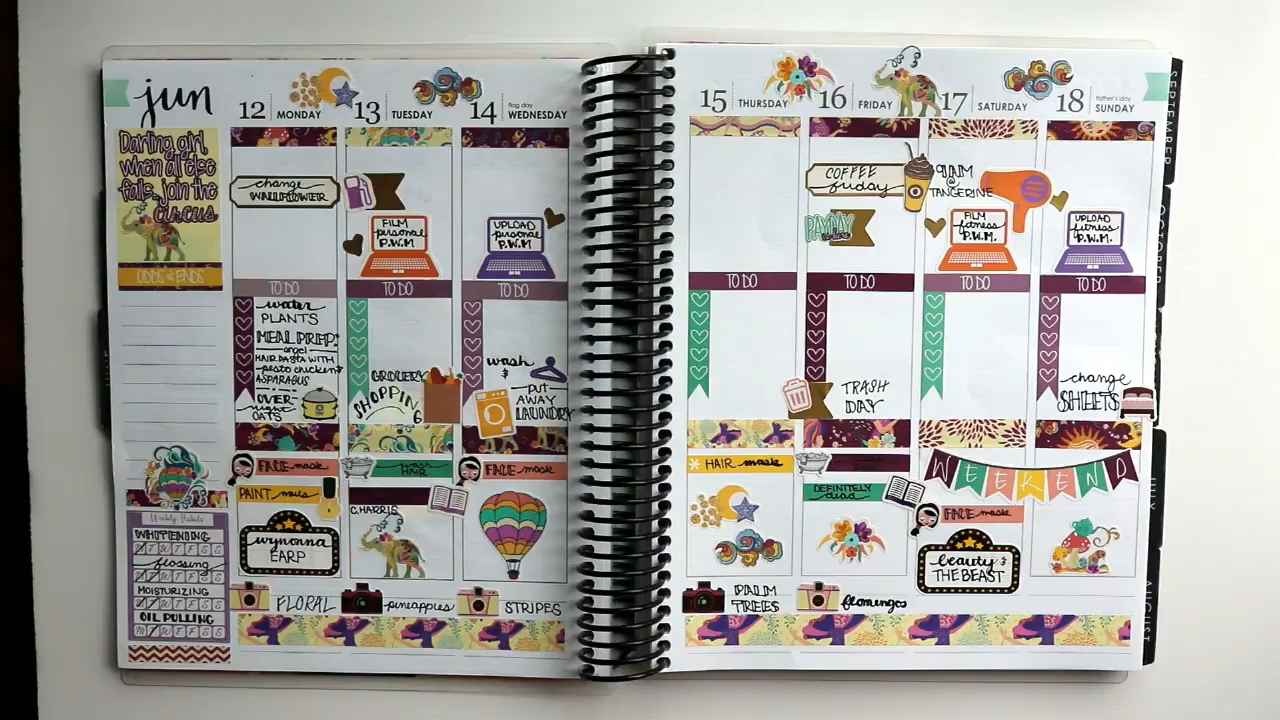 jun
12 MONDAY
13 TUESDAY
14 flag day WEDNESDAY
15 THURSDAY
16 FRIDAY
17 SATURDAY
18 father's day SUNDAY
Darling girl,
when all else
fails, join the
circus
ODDS & ENDS
Weekly Habits
WHITENING
M T W T F S S
flossing
M T W T F S S
MOISTURIZING
M T W T F S S
OIL PULLING
M T W T F S S
change
WALLFLOWER
TO DO
water
PLANTS
MEAL PREP:
angel
HAIR PASTA WITH
pesto chicken &
ASPARAGUS
OVER-
night
OATS
FACE mask
PAINT nails
wynonna
EARP
FLORAL
FILM
personal
P.W.M.
TO DO
GROCERY
SHOPPING
wash
HAIR
C.HARRIS
pineapples
UPLOAD
personal
P.W.M.
TO DO
wash
&
put
AWAY
LAUNDRY
FACE mask
STRIPES
TO DO
HAIR mask
PALM
TREES
COFFEE
friday
PAYDAY
TO DO
TRASH
DAY
DEFINITELY
dead
flamingos
9AM
@
TANGERINE
FILM
fitness
P.W.M.
TO DO
WEEKEND
FACE mask
beauty &
THE BEAST
UPLOAD
fitness
P.W.M.
TO DO
change
SHEETS
SEPTEMBER
OCTOBER
JULY
AUGUST